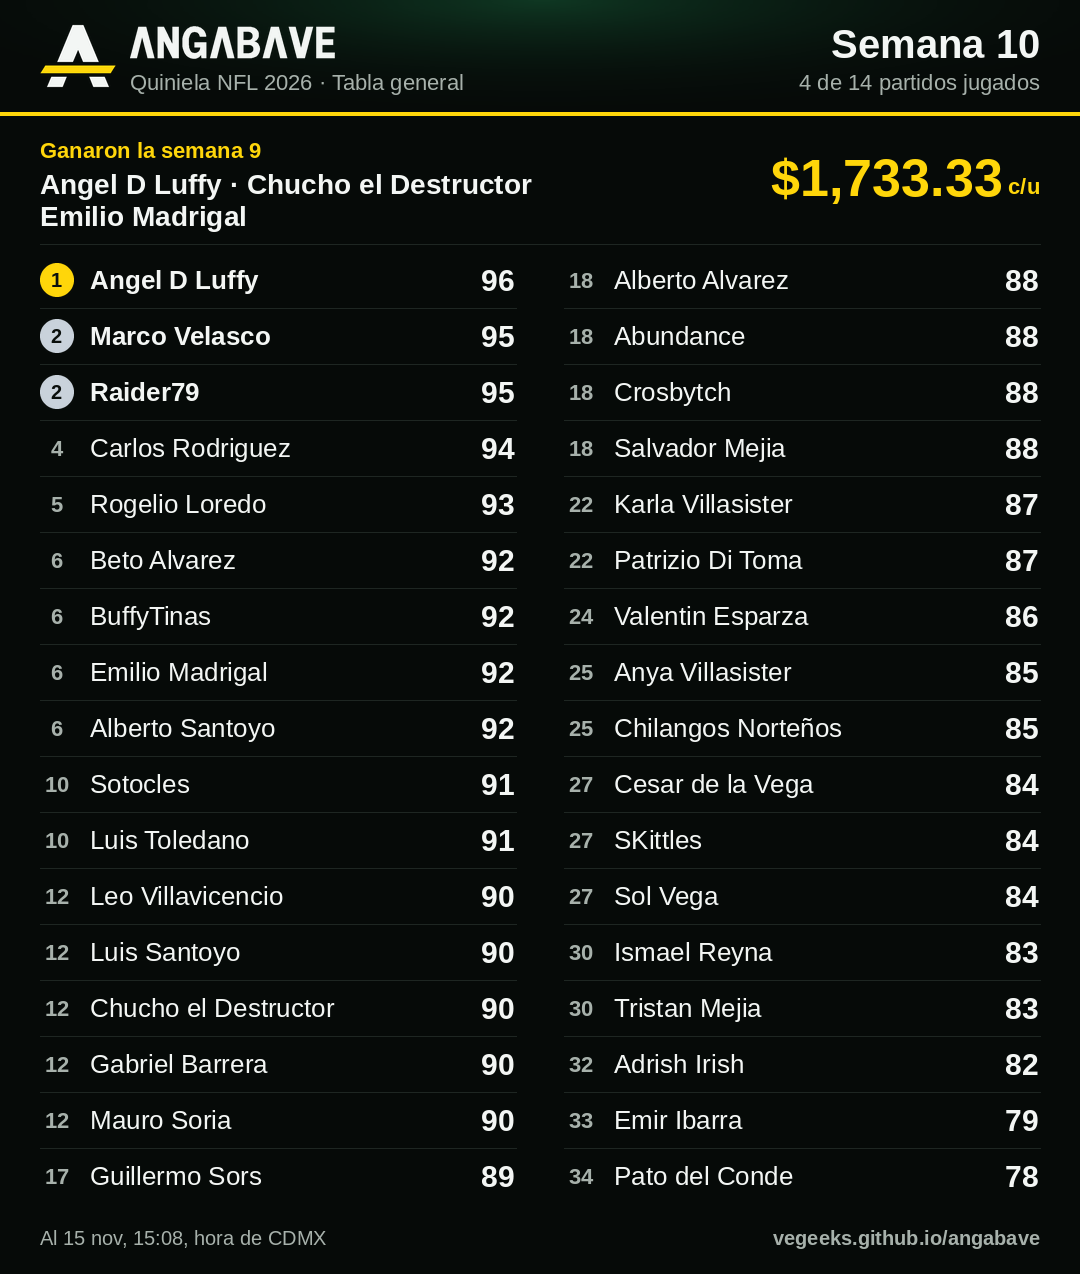 ANGABAVE
Quiniela NFL 2026 · Tabla general
Semana 10
4 de 14 partidos jugados
Ganaron la semana 9
Angel D Luffy · Chucho el Destructor
Emilio Madrigal
$1,733.33 c/u
1 Angel D Luffy 96
2 Marco Velasco 95
2 Raider79 95
4 Carlos Rodriguez 94
5 Rogelio Loredo 93
6 Beto Alvarez 92
6 BuffyTinas 92
6 Emilio Madrigal 92
6 Alberto Santoyo 92
10 Sotocles 91
10 Luis Toledano 91
12 Leo Villavicencio 90
12 Luis Santoyo 90
12 Chucho el Destructor 90
12 Gabriel Barrera 90
12 Mauro Soria 90
17 Guillermo Sors 89
18 Alberto Alvarez 88
18 Abundance 88
18 Crosbytch 88
18 Salvador Mejia 88
22 Karla Villasister 87
22 Patrizio Di Toma 87
24 Valentin Esparza 86
25 Anya Villasister 85
25 Chilangos Norteños 85
27 Cesar de la Vega 84
27 SKittles 84
27 Sol Vega 84
30 Ismael Reyna 83
30 Tristan Mejia 83
32 Adrish Irish 82
33 Emir Ibarra 79
34 Pato del Conde 78
Al 15 nov, 15:08, hora de CDMX
vegeeks.github.io/angabave